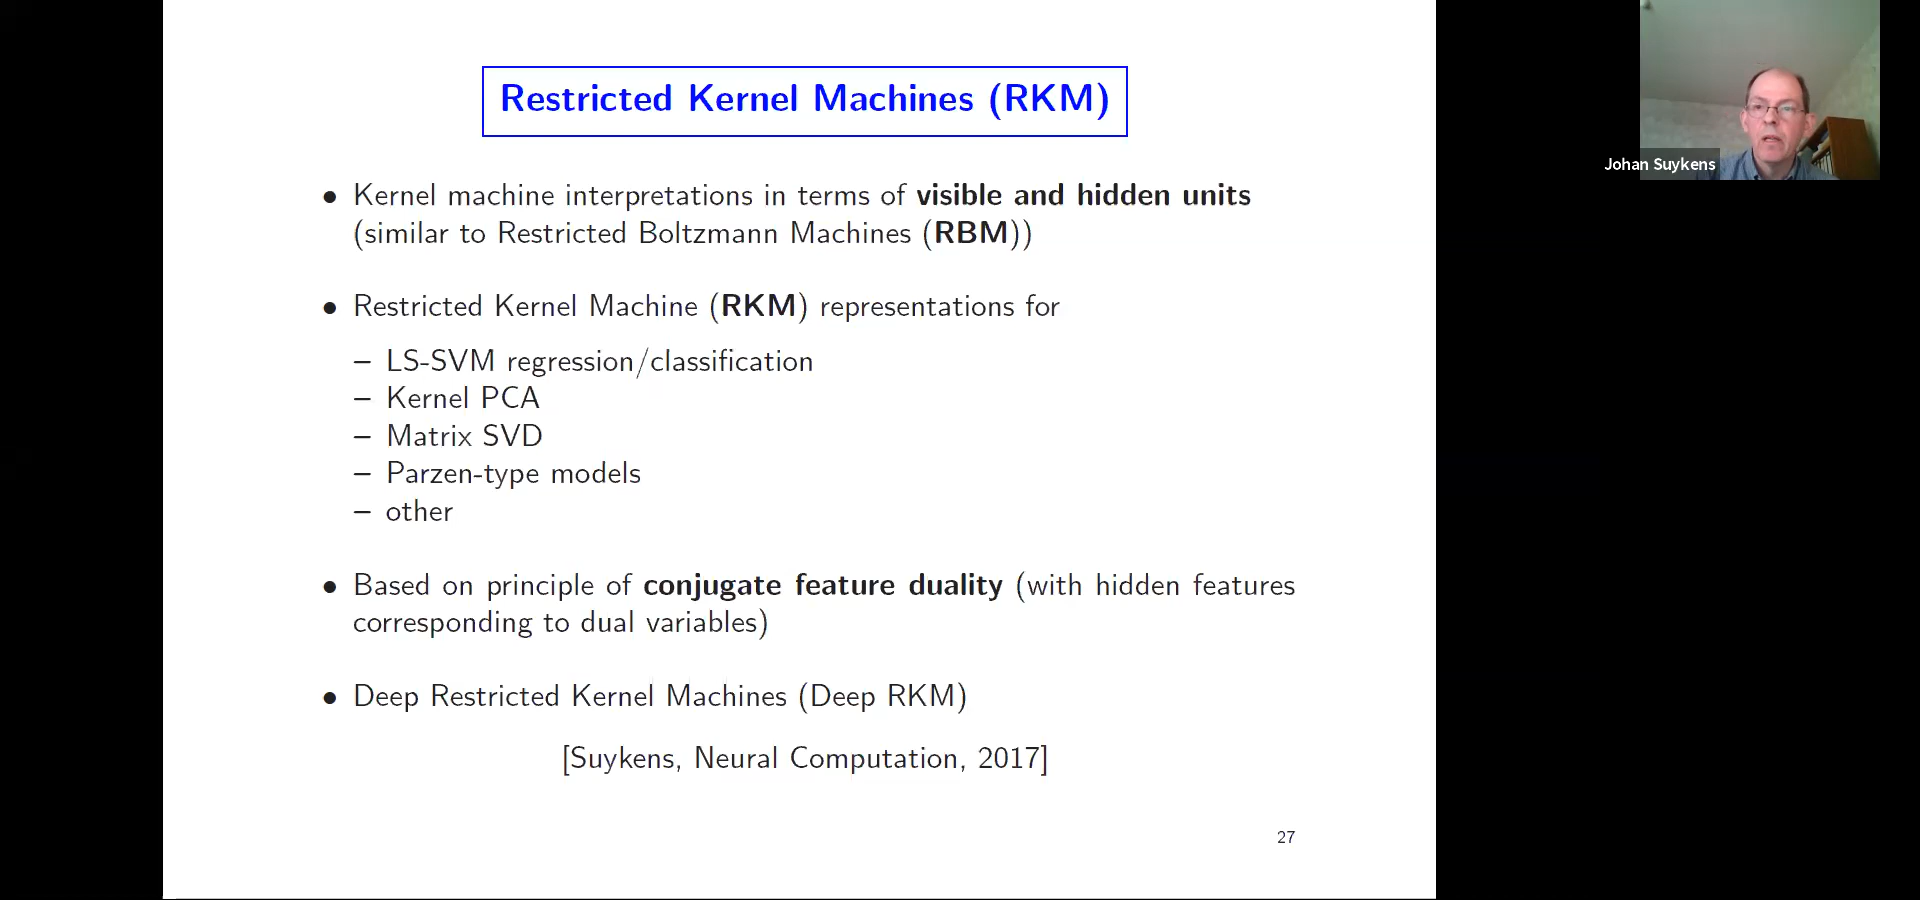 Restricted Kernel Machines (RKM)
Johan Suykens
• Kernel machine interpretations in terms of visible and hidden units
(similar to Restricted Boltzmann Machines (RBM))
• Restricted Kernel Machine (RKM) representations for
– LS-SVM regression/classification
– Kernel PCA
– Matrix SVD
– Parzen-type models
– other
• Based on principle of conjugate feature duality (with hidden features
corresponding to dual variables)
• Deep Restricted Kernel Machines (Deep RKM)
[Suykens, Neural Computation, 2017]
27